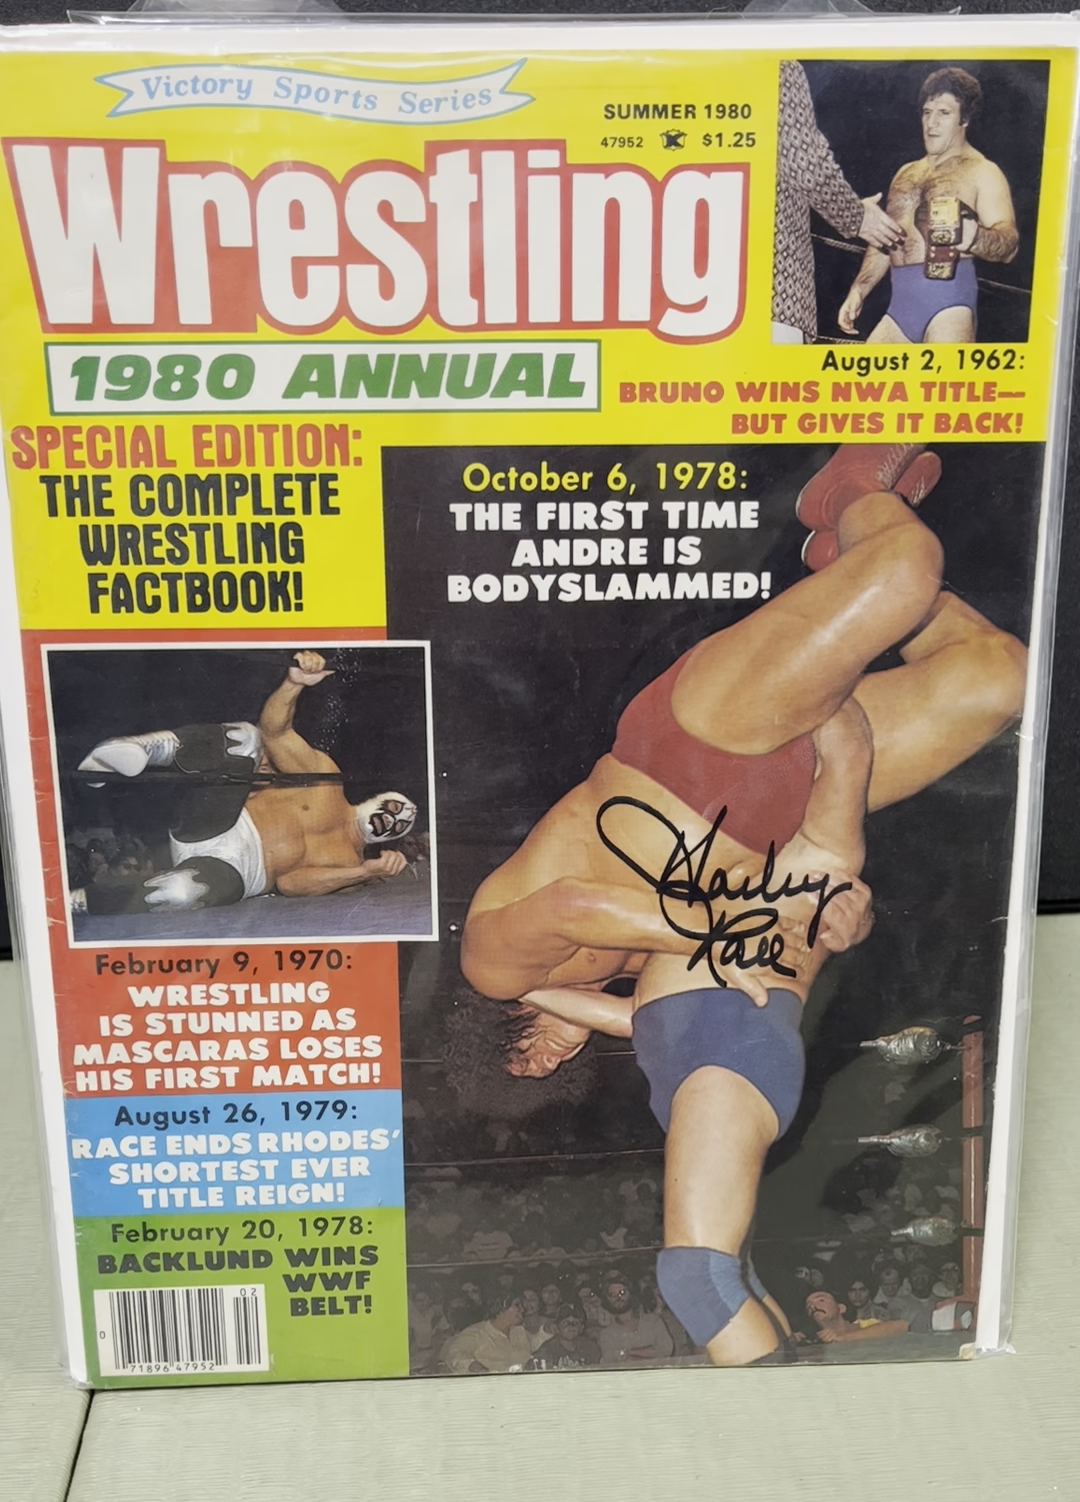 Victory Sports Series
SUMMER 1980
47952 K $1.25
Wrestling
1980 ANNUAL
August 2, 1962:
BRUNO WINS NWA TITLE—
BUT GIVES IT BACK!
SPECIAL EDITION:
THE COMPLETE
WRESTLING
FACTBOOK!
October 6, 1978:
THE FIRST TIME
ANDRE IS
BODYSLAMMED!
Harley
Race
February 9, 1970:
WRESTLING
IS STUNNED AS
MASCARAS LOSES
HIS FIRST MATCH!
August 26, 1979:
RACE ENDS RHODES'
SHORTEST EVER
TITLE REIGN!
February 20, 1978:
BACKLUND WINS
WWF
BELT!
02
0 71896 47952